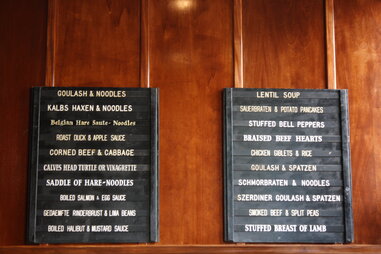 GOULASH & NOODLES
KALBS HAXEN & NOODLES
Belgian Hare Saute - Noodles
ROAST DUCK & APPLE SAUCE
CORNED BEEF & CABBAGE
CALVES HEAD TURTLE OR VINAGRETTE
SADDLE OF HARE-NOODLES
BOILED SALMON & EGG SAUCE
GEDAEMFTE RINDERBRUST & LIMA BEANS
BOILED HALIBUT & MUSTARD SAUCE
LENTIL SOUP
SAUERBRATEN & POTATO PANCAKES
STUFFED BELL PEPPERS
BRAISED BEEF HEARTS
CHICKEN GIBLETS & RICE
GOULASH & SPATZEN
SCHMORBRATEN & NOODLES
SZERDINER GOULASH & SPATZEN
SMOKED BEEF & SPLIT PEAS
STUFFED BREAST OF LAMB